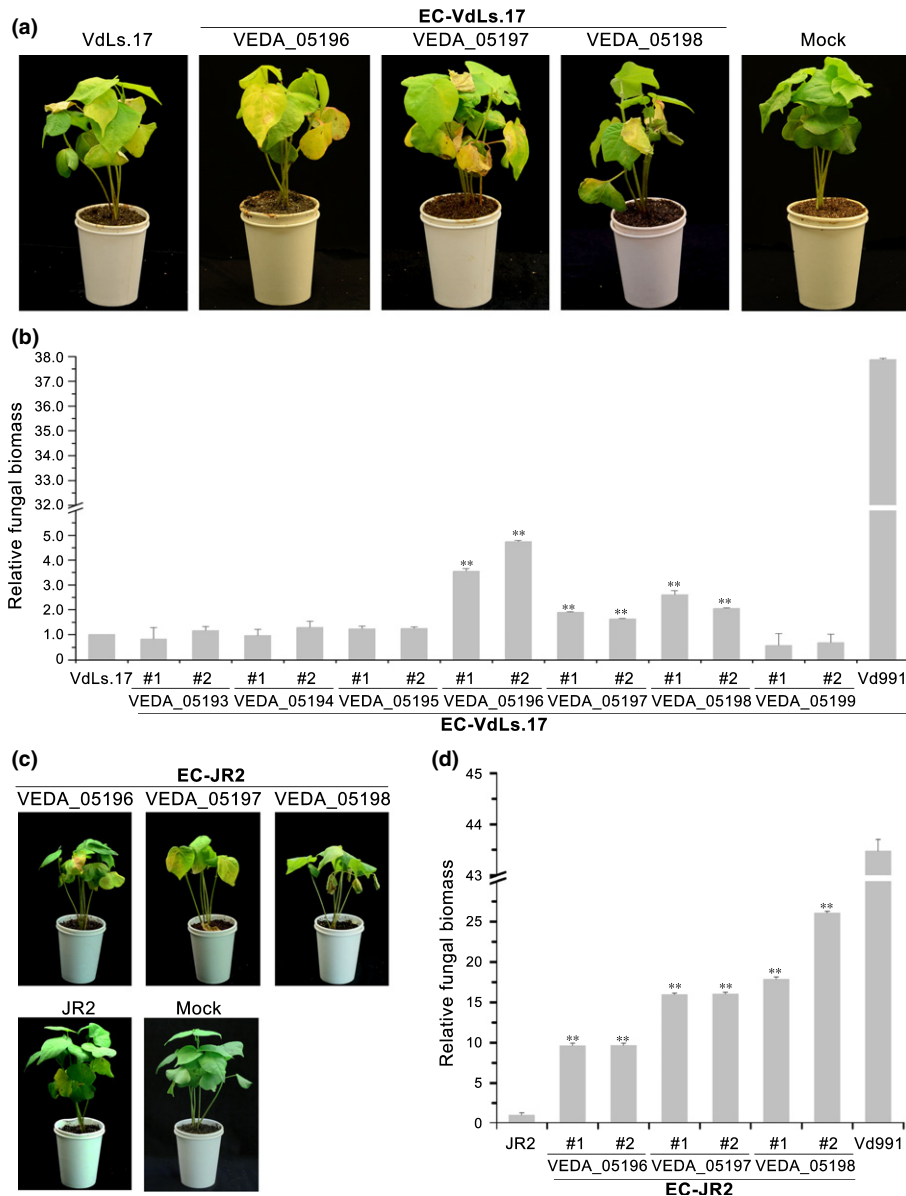 (a)
EC-VdLs.17
VdLs.17 VEDA_05196 VEDA_05197 VEDA_05198 Mock
(b)
Relative fungal biomass
38.0
37.0
36.0
35.0
34.0
33.0
32.0
5.0
4.0
3.0
2.0
1.0
0
** ** ** ** ** **
VdLs.17 #1 #2 #1 #2 #1 #2 #1 #2 #1 #2 #1 #2 #1 #2 Vd991
VEDA_05193 VEDA_05194 VEDA_05195 VEDA_05196 VEDA_05197 VEDA_05198 VEDA_05199
EC-VdLs.17
(c)
EC-JR2
VEDA_05196 VEDA_05197 VEDA_05198
JR2 Mock
(d)
Relative fungal biomass
45
44
43
25
20
15
10
5
0
** ** ** ** ** **
JR2 #1 #2 #1 #2 #1 #2 Vd991
VEDA_05196 VEDA_05197 VEDA_05198
EC-JR2